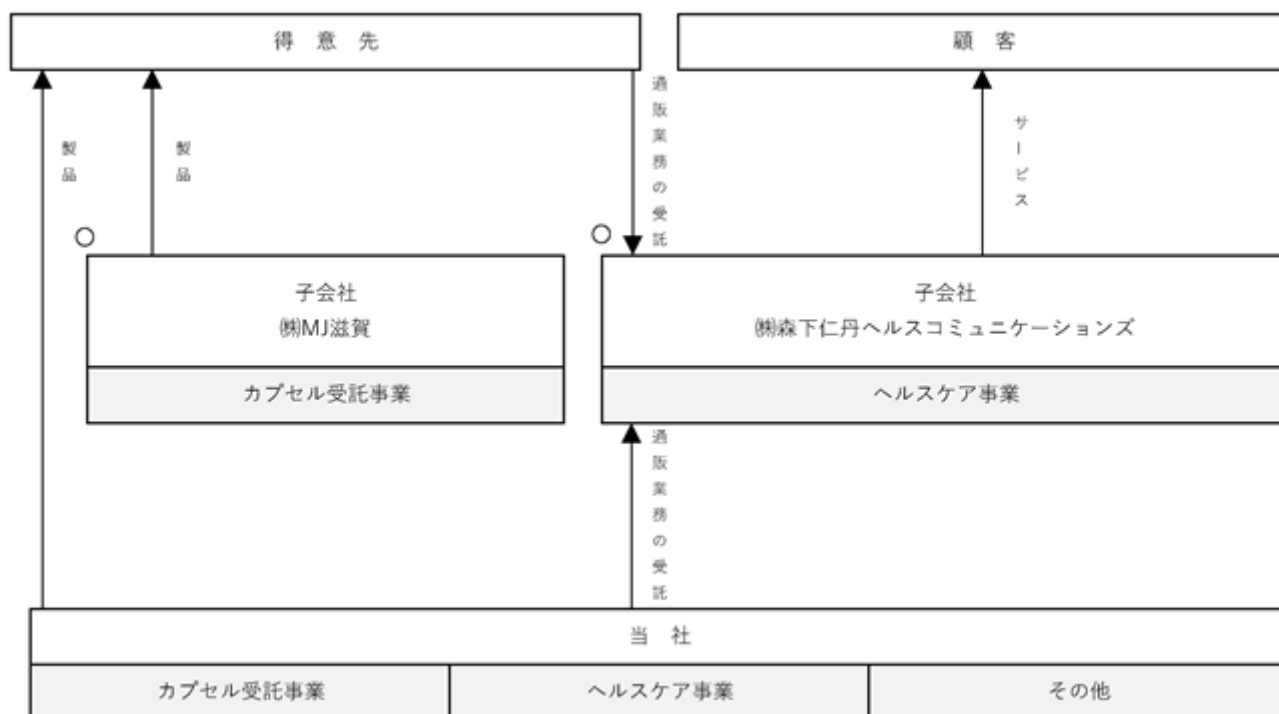 得 意 先
顧 客
製品
製品
通販業務の受託
サービス
○
○
子会社
㈱MJ滋賀
カプセル受託事業
子会社
㈱森下仁丹ヘルスコミュニケーションズ
ヘルスケア事業
通販業務の受託
当 社
カプセル受託事業
ヘルスケア事業
その他